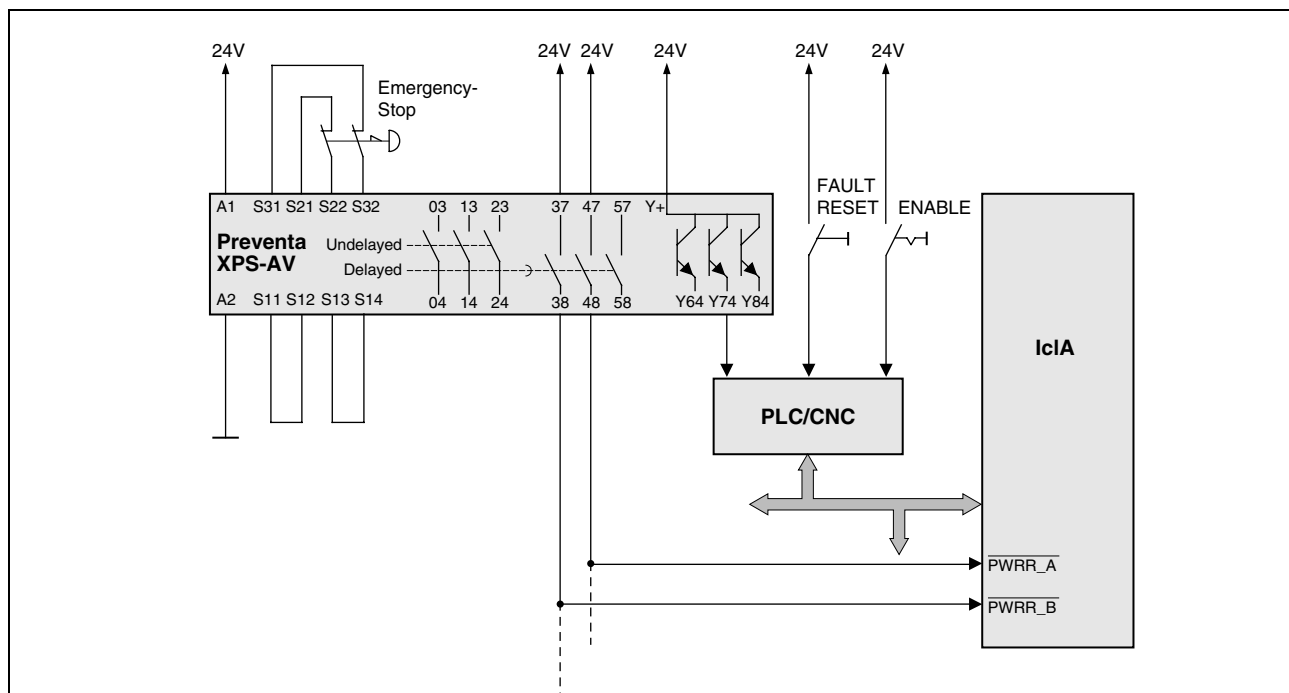 24V
24V
24V
24V
24V
24V
Emergency-
Stop
FAULT
RESET
ENABLE
A1
S31
S21
S22
S32
03
13
23
37
47
57
Y+
Preventa
XPS-AV
Undelayed
Delayed
A2
S11
S12
S13
S14
04
14
24
38
48
58
Y64
Y74
Y84
IclA
PLC/CNC
PWRR_A
PWRR_B